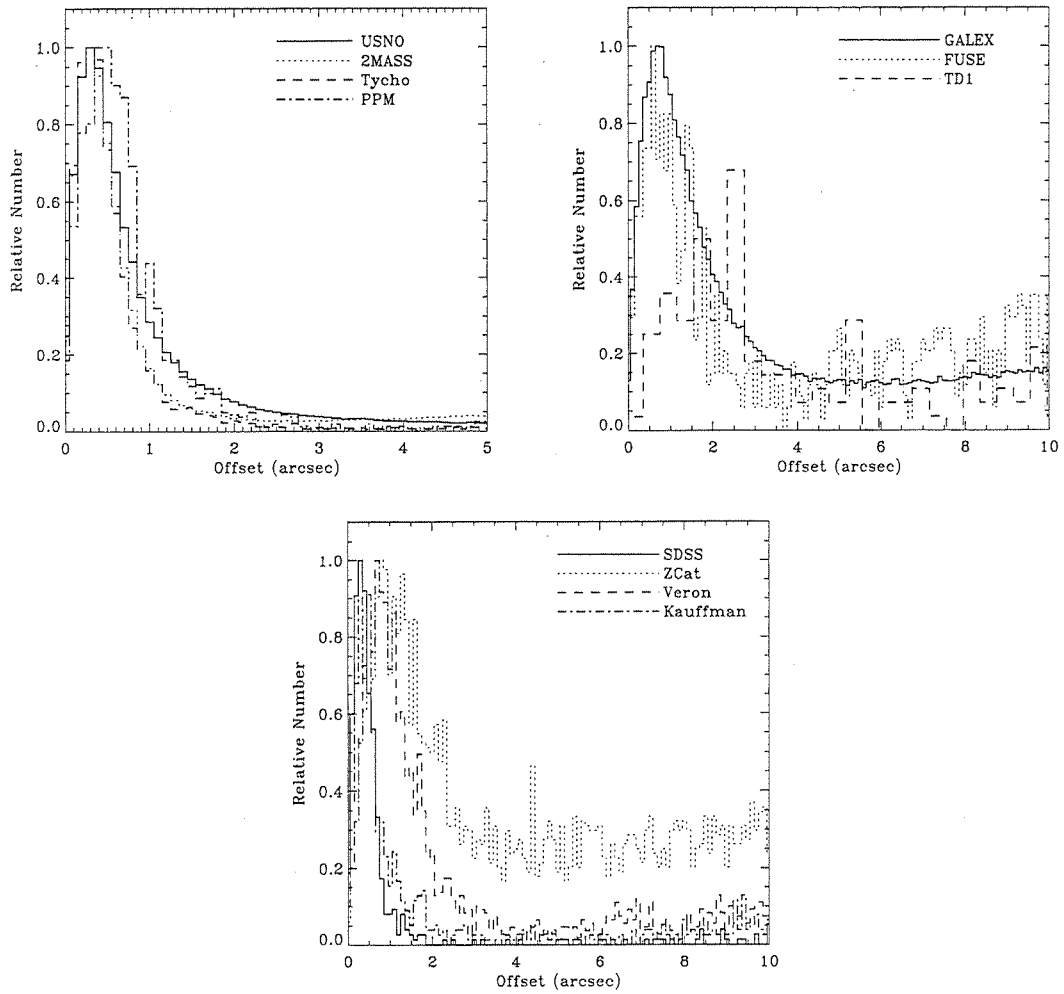 USNO
2MASS
Tycho
PPM
1.0
0.8
0.6
0.4
0.2
0.0
Relative Number
0 1 2 3 4 5
Offset (arcsec)
GALEX
FUSE
TD1
1.0
0.8
0.6
0.4
0.2
0.0
Relative Number
0 2 4 6 8 10
Offset (arcsec)
SDSS
ZCat
Veron
Kauffman
1.0
0.8
0.6
0.4
0.2
0.0
Relative Number
0 2 4 6 8 10
Offset (arcsec)